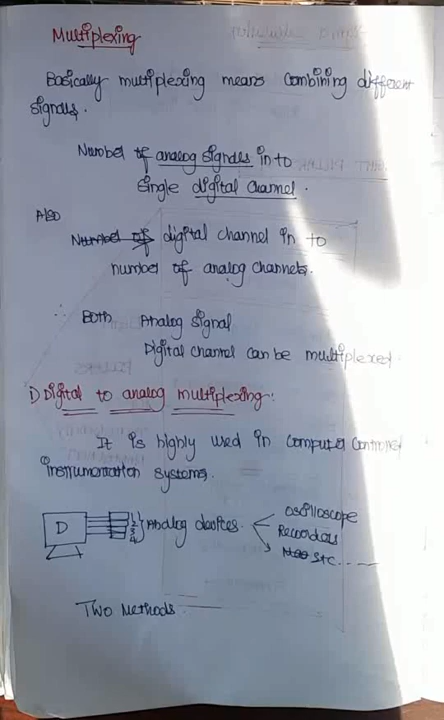 Multiplexing
Basically multiplexing means combining different
signals.
Number of analog signals in to
single digital channel.
Also
Number of digital channel in to
number of analog channels.
∴ Both Analog signal
Digital channel can be multiplexed.
1) Digital to analog multiplexing:
It is highly used in computer controlled
instrumentation systems.
D 1 2 3 4 } Analog devices. Oscilloscope
Recorders
etc. ....
Two Methods.